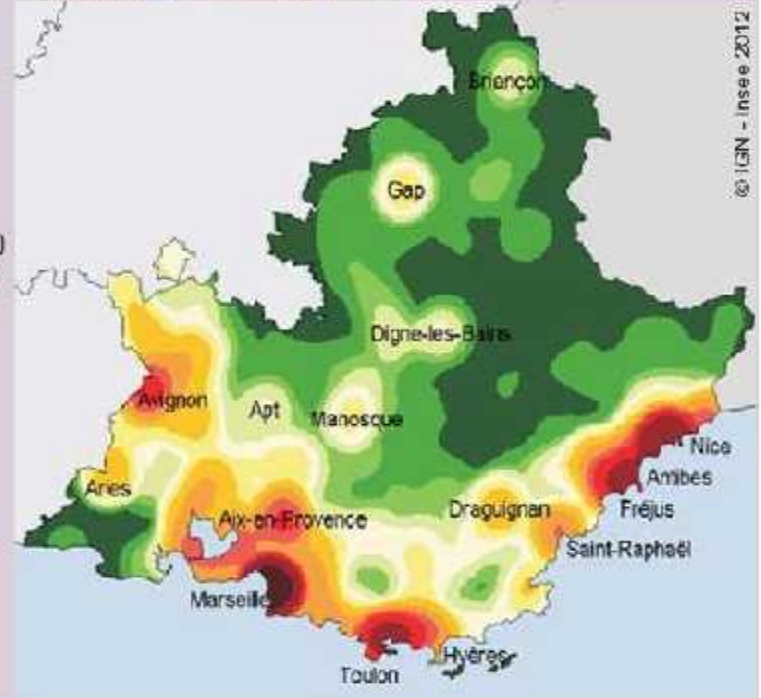 Briançon
© IGN - Insee 2012
Gap
Digne-les-Bains
Avignon
Apt
Manosque
Nice
Antibes
Arles
Aix-en-Provence
Draguignan
Fréjus
Saint-Raphaël
Marseille
Hyères
Toulon